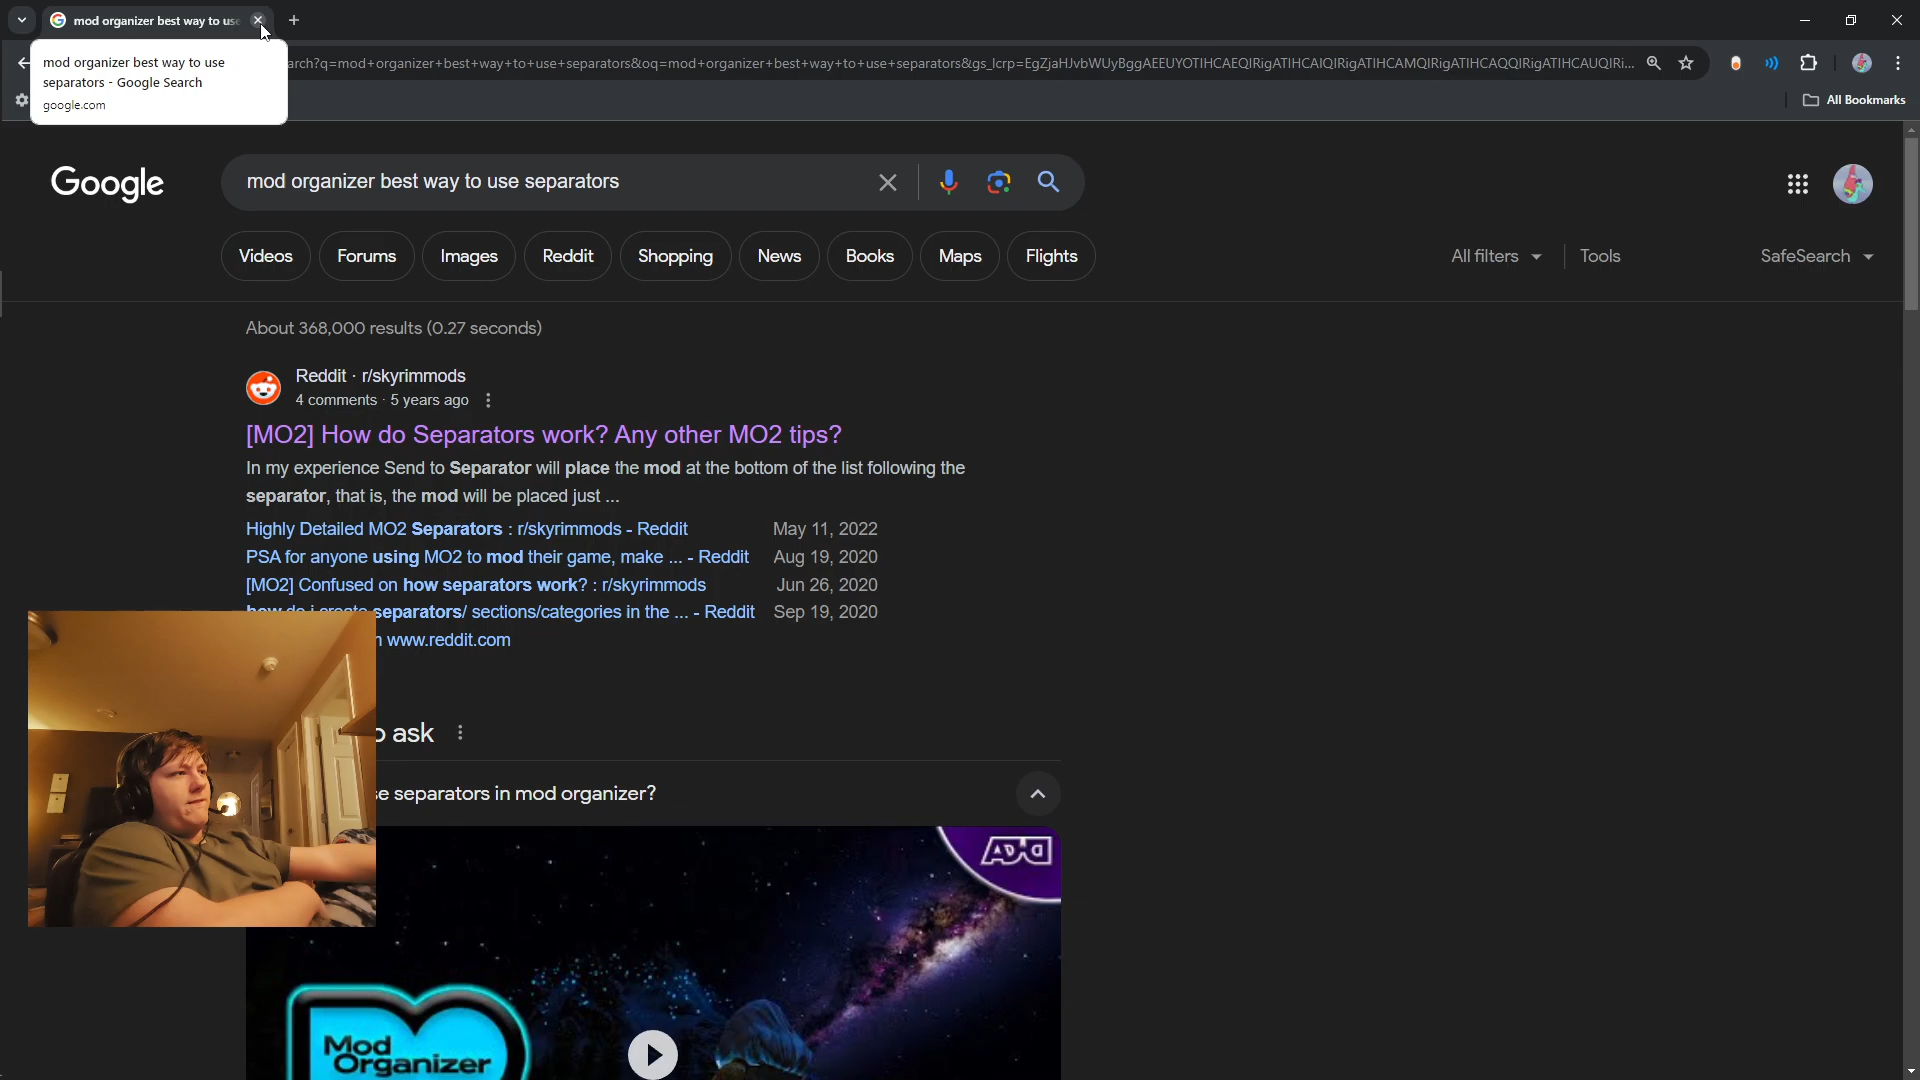 mod organizer best way to use
arch?q=mod+organizer+best+way+to+use+separators&oq=mod+organizer+best+way+to+use+separators&gs_lcrp=EgZjaHJvbWUyBggAEEUYOTIHCAEQIRigATIHCAIQIRigATIHCAMQIRigATIHCAQQIRigATIHCAUQIRi...
mod organizer best way to use
separators - Google Search
google.com
All Bookmarks
Google
mod organizer best way to use separators
Videos
Forums
Images
Reddit
Shopping
News
Books
Maps
Flights
All filters
Tools
SafeSearch
About 368,000 results (0.27 seconds)
Reddit · r/skyrimmods
4 comments · 5 years ago
[MO2] How do Separators work? Any other MO2 tips?
In my experience Send to Separator will place the mod at the bottom of the list following the
separator, that is, the mod will be placed just ...
Highly Detailed MO2 Separators : r/skyrimmods - Reddit May 11, 2022
PSA for anyone using MO2 to mod their game, make ... - Reddit Aug 19, 2020
[MO2] Confused on how separators work? : r/skyrimmods Jun 26, 2020
how do i create separators/ sections/categories in the ... - Reddit Sep 19, 2020
www.reddit.com
o ask
se separators in mod organizer?
Mod
Organizer